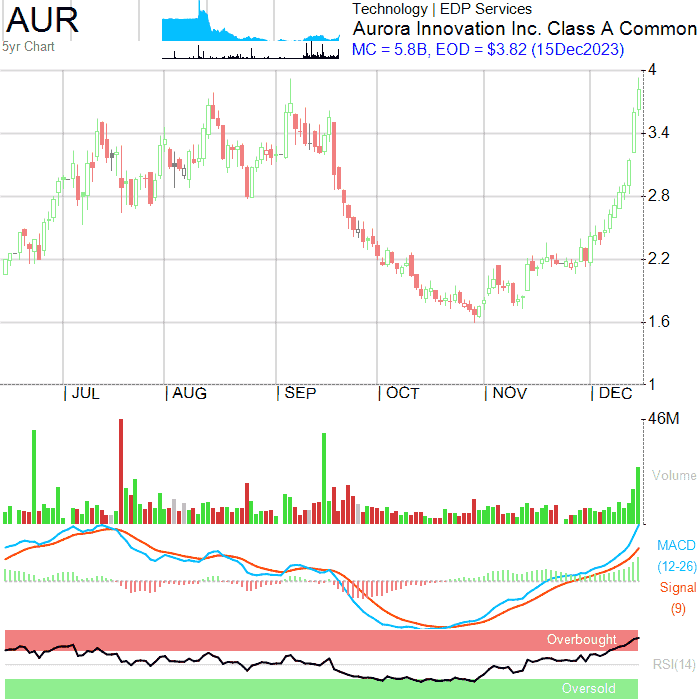 AUR
5yr Chart
Technology | EDP Services
Aurora Innovation Inc. Class A Common
MC = 5.8B, EOD = $3.82 (15Dec2023)
4
3.4
2.8
2.2
1.6
1
| JUL | AUG | SEP | OCT | NOV | DEC
46M
Volume
MACD
(12-26)
Signal
(9)
Overbought
RSI(14)
Oversold